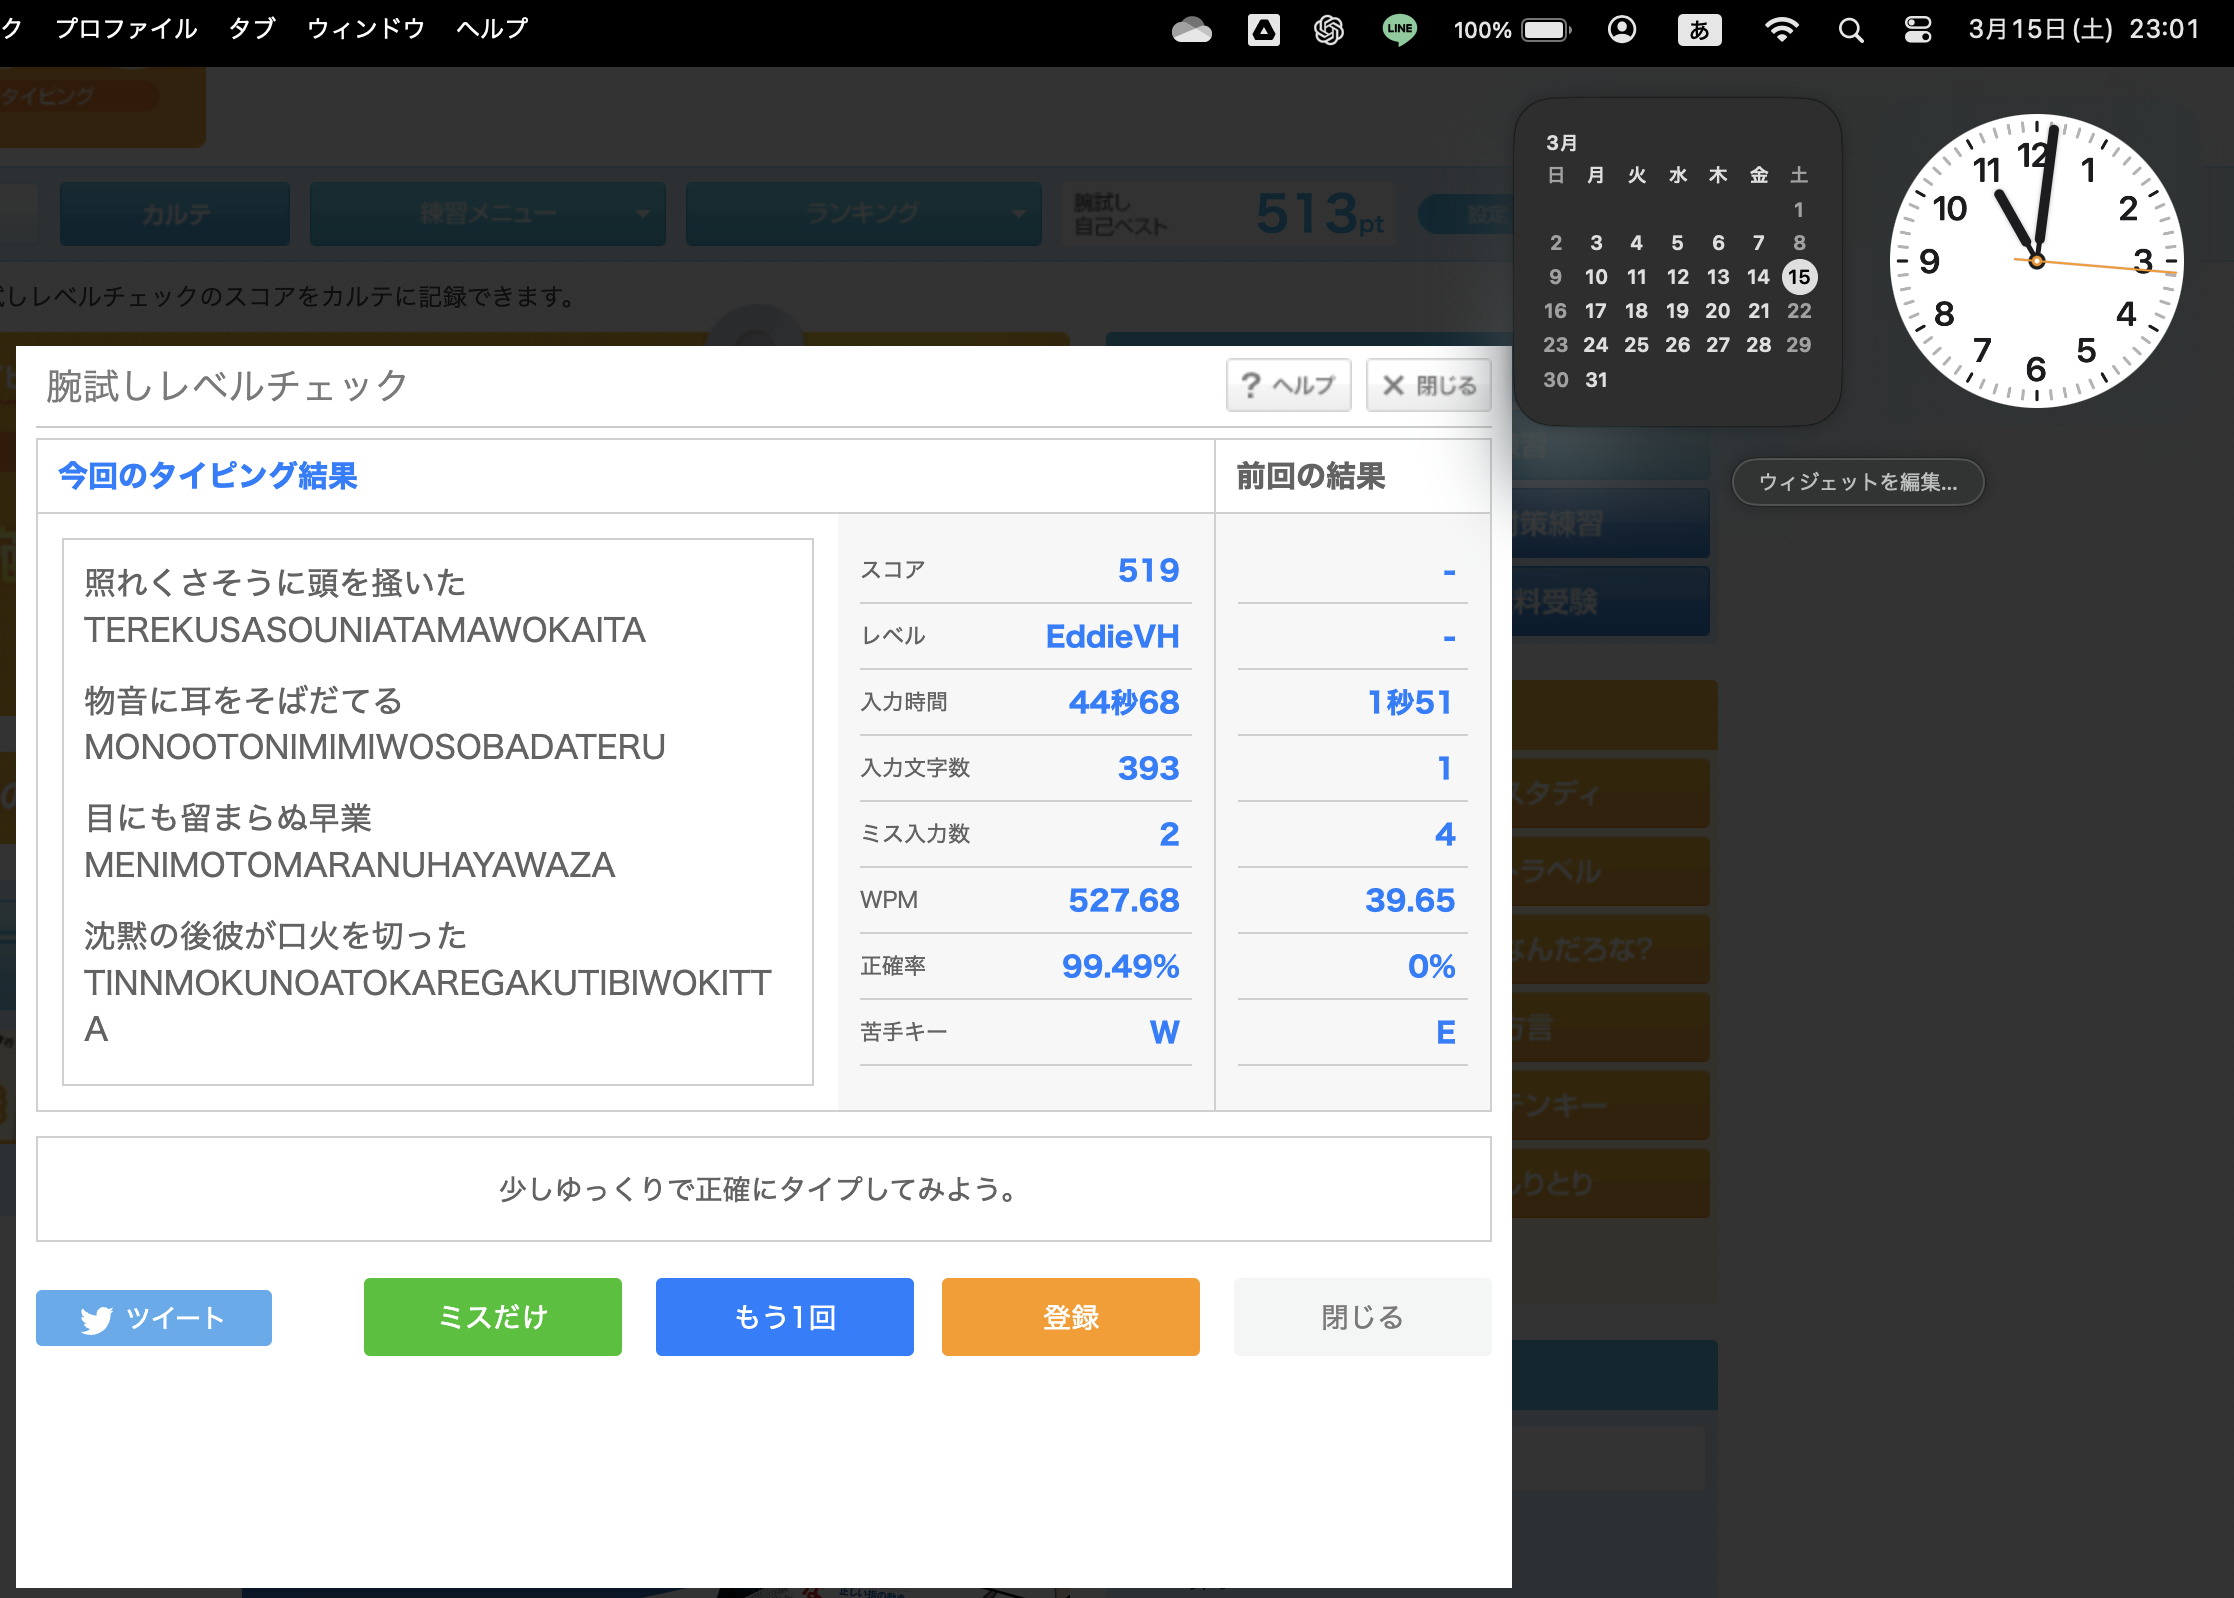 ク プロファイル タブ ウィンドウ ヘルプ LINE 100% あ 3月15日(土) 23:01
タイピング
カルテ 練習メニュー ランキング 腕試し 自己ベスト 513pt 設定
しレベルチェックのスコアをカルテに記録できます。
3月
日 月 火 水 木 金 土
1
2 3 4 5 6 7 8
9 10 11 12 13 14 15
16 17 18 19 20 21 22
23 24 25 26 27 28 29
30 31
12 1 2 3 4 5 6 7 8 9 10 11
ウィジェットを編集...
腕試しレベルチェック
? ヘルプ
× 閉じる
今回のタイピング結果
前回の結果
照れくさそうに頭を掻いた
TEREKUSASOUNIATAMAWOKAITA
物音に耳をそばだてる
MONOOTONIMIMIWOSOBADATERU
目にも留まらぬ早業
MENIMOTOMARANUHAYAWAZA
沈黙の後彼が口火を切った
TINNMOKUNOATOKAREGAKUTIBIWOKITT
A
スコア 519 -
レベル EddieVH -
入力時間 44秒68 1秒51
入力文字数 393 1
ミス入力数 2 4
WPM 527.68 39.65
正確率 99.49% 0%
苦手キー W E
少しゆっくりで正確にタイプしてみよう。
ツイート
ミスだけ
もう1回
登録
閉じる
策練習
料受験
スタディ
トラベル
なんだろな?
方言
テンキー
しりとり